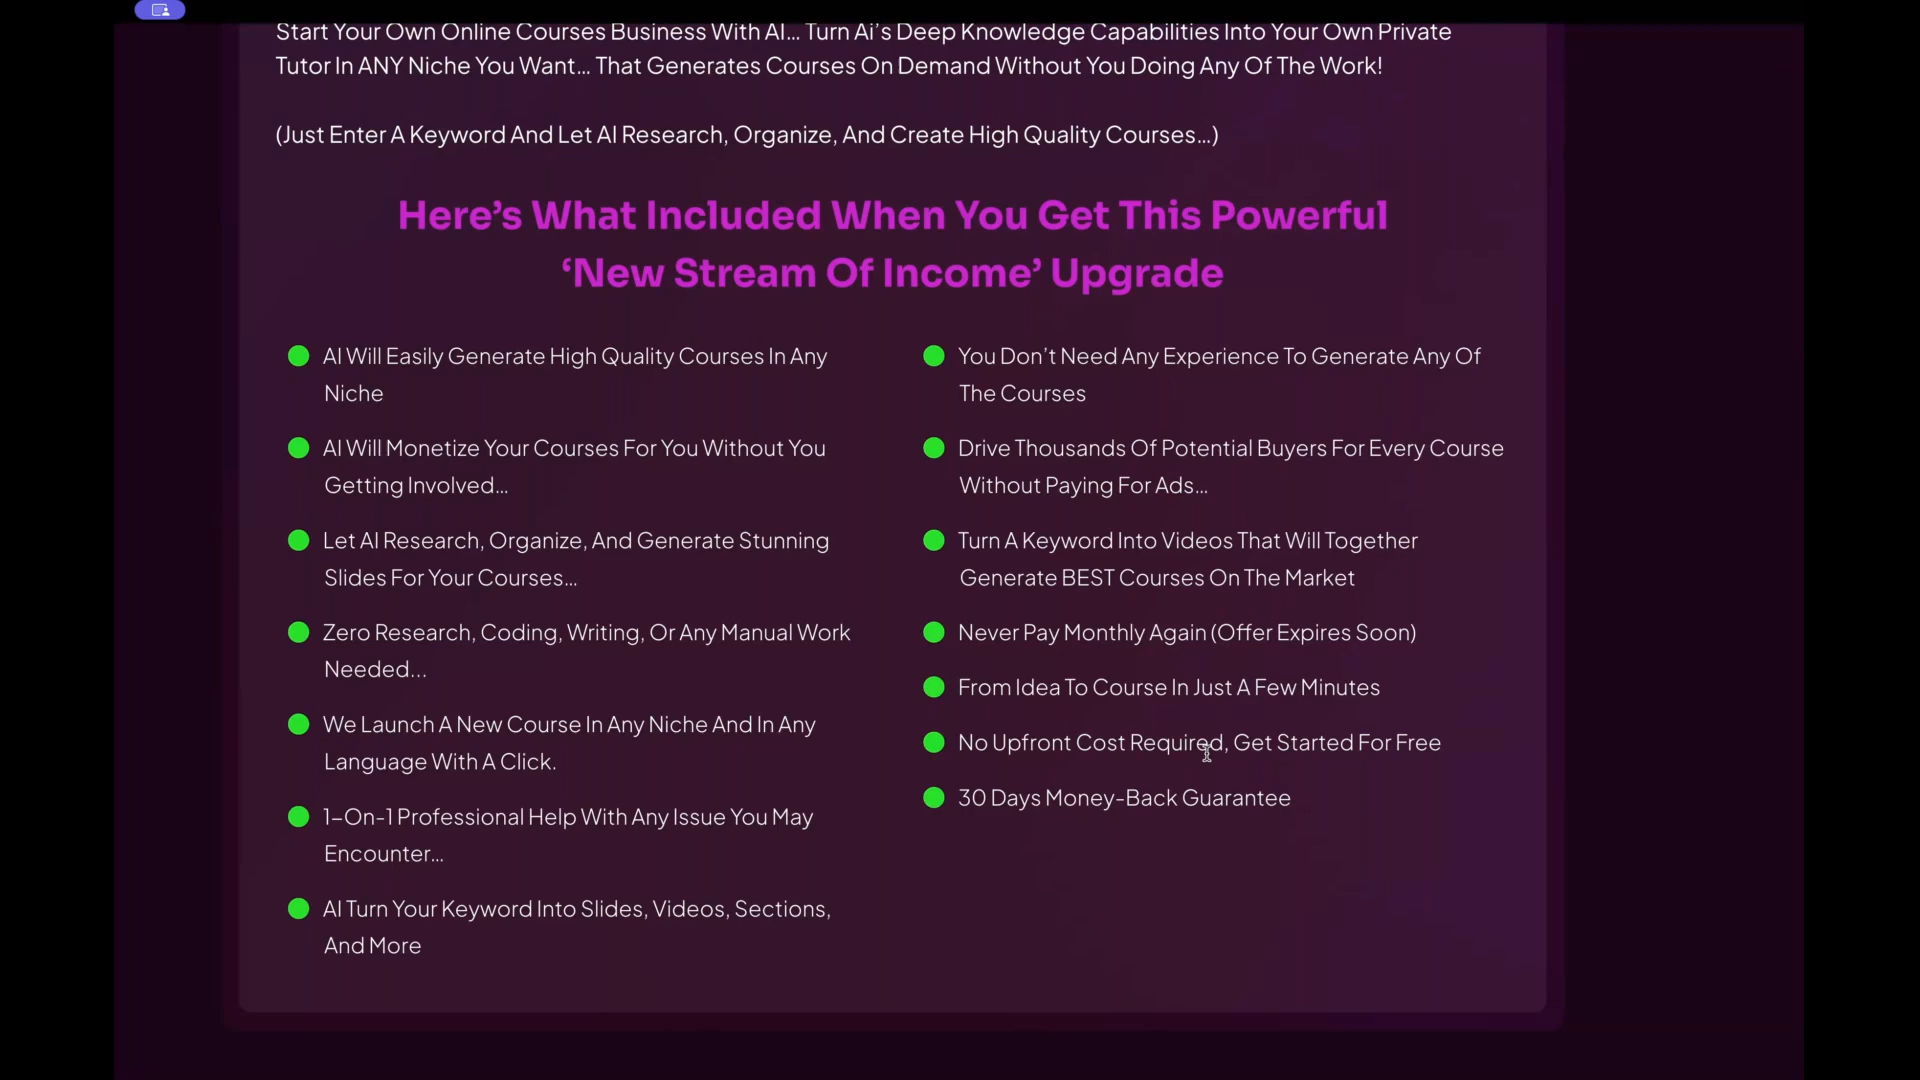 Start Your Own Online Courses Business With AI... Turn Ai's Deep Knowledge Capabilities Into Your Own Private
Tutor In ANY Niche You Want... That Generates Courses On Demand Without You Doing Any Of The Work!
(Just Enter A Keyword And Let AI Research, Organize, And Create High Quality Courses...)
Here's What Included When You Get This Powerful
‘New Stream Of Income’ Upgrade
AI Will Easily Generate High Quality Courses In Any
Niche
AI Will Monetize Your Courses For You Without You
Getting Involved...
Let AI Research, Organize, And Generate Stunning
Slides For Your Courses...
Zero Research, Coding, Writing, Or Any Manual Work
Needed...
We Launch A New Course In Any Niche And In Any
Language With A Click.
1-On-1 Professional Help With Any Issue You May
Encounter...
AI Turn Your Keyword Into Slides, Videos, Sections,
And More
You Don't Need Any Experience To Generate Any Of
The Courses
Drive Thousands Of Potential Buyers For Every Course
Without Paying For Ads...
Turn A Keyword Into Videos That Will Together
Generate BEST Courses On The Market
Never Pay Monthly Again (Offer Expires Soon)
From Idea To Course In Just A Few Minutes
No Upfront Cost Required, Get Started For Free
30 Days Money-Back Guarantee